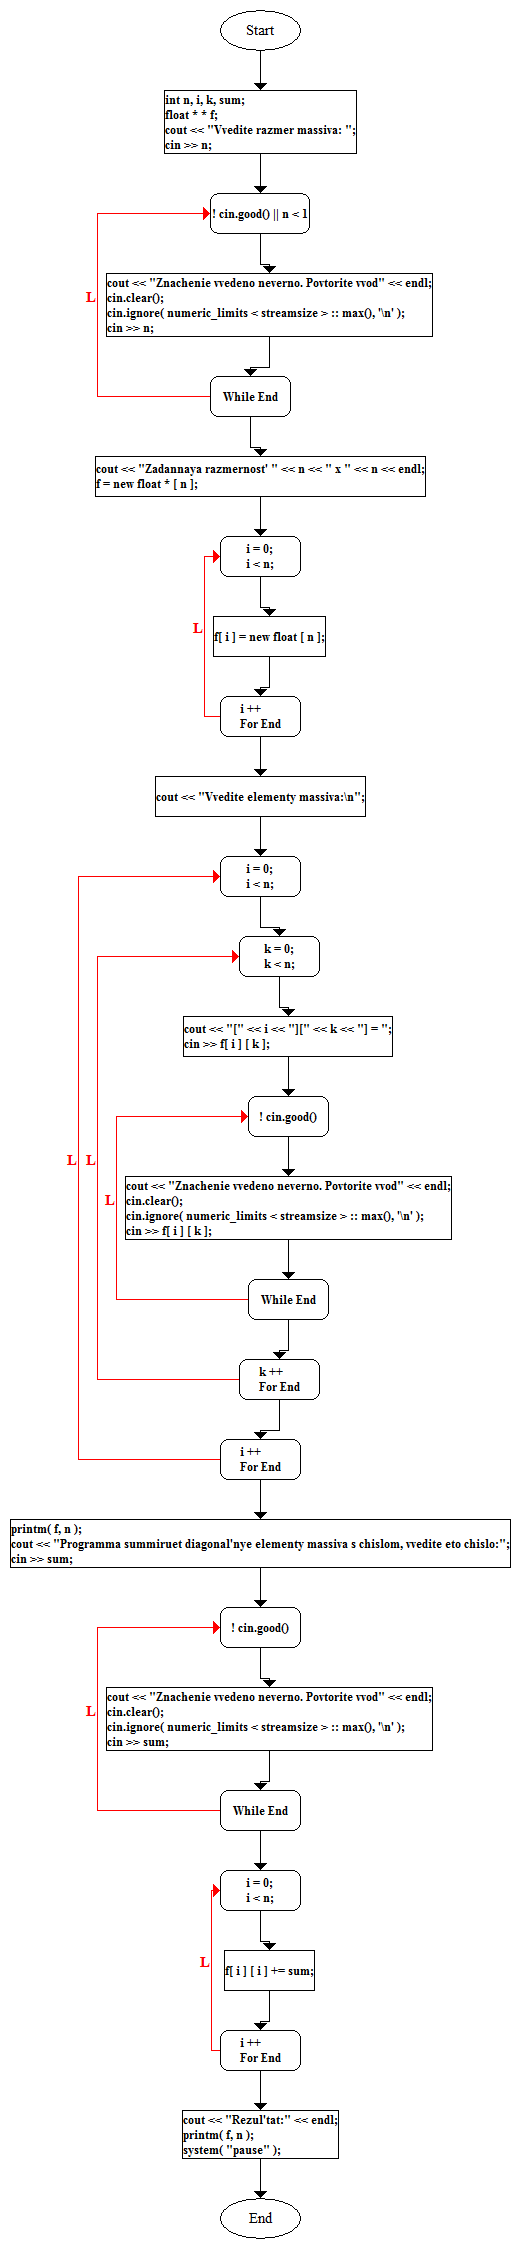 Start
int n, i, k, sum;
float * * f;
cout << "Vvedite razmer massiva: ";
cin >> n;
! cin.good() || n < 1
cout << "Znachenie vvedeno neverno. Povtorite vvod" << endl;
cin.clear();
cin.ignore( numeric_limits < streamsize > :: max(), '\n' );
cin >> n;
L
While End
cout << "Zadannaya razmernost' " << n << " x " << n << endl;
f = new float * [ n ];
i = 0;
i < n;
L
f[ i ] = new float [ n ];
i ++
For End
cout << "Vvedite elementy massiva:\n";
i = 0;
i < n;
k = 0;
k < n;
cout << "[" << i << "][" << k << "] = ";
cin >> f[ i ] [ k ];
! cin.good()
L L L
cout << "Znachenie vvedeno neverno. Povtorite vvod" << endl;
cin.clear();
cin.ignore( numeric_limits < streamsize > :: max(), '\n' );
cin >> f[ i ] [ k ];
While End
k ++
For End
i ++
For End
printm( f, n );
cout << "Programma summiruet diagonal'nye elementy massiva s chislom, vvedite eto chislo:";
cin >> sum;
! cin.good()
L
cout << "Znachenie vvedeno neverno. Povtorite vvod" << endl;
cin.clear();
cin.ignore( numeric_limits < streamsize > :: max(), '\n' );
cin >> sum;
While End
i = 0;
i < n;
L
f[ i ] [ i ] += sum;
i ++
For End
cout << "Rezul'tat:" << endl;
printm( f, n );
system( "pause" );
End